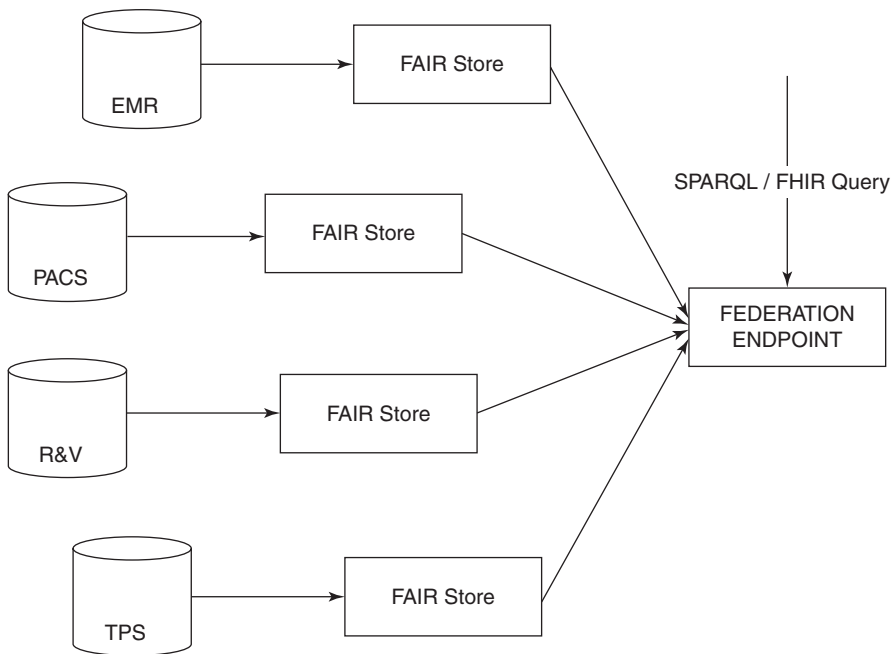 EMR
FAIR Store
SPARQL / FHIR Query
PACS
FAIR Store
FEDERATION
ENDPOINT
R&V
FAIR Store
TPS
FAIR Store